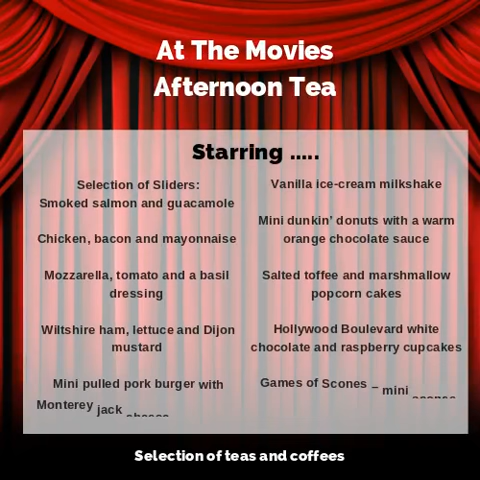 At The Movies
Afternoon Tea
Starring .....
Selection of Sliders:
Smoked salmon and guacamole
Chicken, bacon and mayonnaise
Mozzarella, tomato and a basil
dressing
Wiltshire ham, lettuce and Dijon
mustard
Mini pulled pork burger with
Monterey jack
Vanilla ice-cream milkshake
Mini dunkin' donuts with a warm
orange chocolate sauce
Salted toffee and marshmallow
popcorn cakes
Hollywood Boulevard white
chocolate and raspberry cupcakes
Games of Scones – mini
Selection of teas and coffees